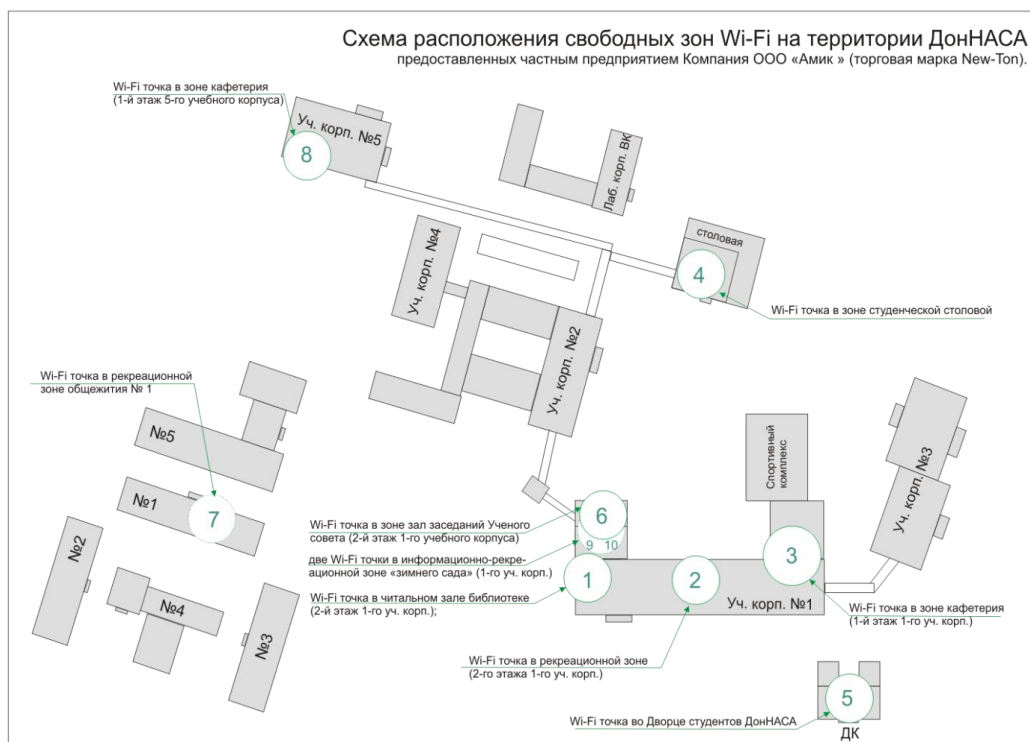 Схема расположения свободных зон Wi-Fi на территории ДонНАСА
предоставленных частным предприятием Компания ООО «Амик » (торговая марка New-Ton).
Wi-Fi точка в зоне кафетерия
(1-й этаж 5-го учебного корпуса)
Уч. корп. №5
8
Лаб. корп. ВК
столовая
4
Wi-Fi точка в зоне студенческой столовой
Уч. корп. №4
Уч. корп. №2
Wi-Fi точка в рекреационной
зоне общежития № 1
№5
№1
7
№2
№4
№3
Спортивный
комплекс
Уч. корп. №3
6
9 10
Wi-Fi точка в зоне зал заседаний Ученого
совета (2-й этаж 1-го учебного корпуса)
две Wi-Fi точки в информационно-рекре-
ационной зоне «зимнего сада» (1-го уч. корп.)
Wi-Fi точка в читальном зале библиотеке
(2-й этаж 1-го уч. корп.);
1
2
3
Уч. корп. №1
Wi-Fi точка в зоне кафетерия
(1-й этаж 1-го уч. корп.)
Wi-Fi точка в рекреационной зоне
(2-го этажа 1-го уч. корп.)
5
Wi-Fi точка во Дворце студентов ДонНАСА
ДК